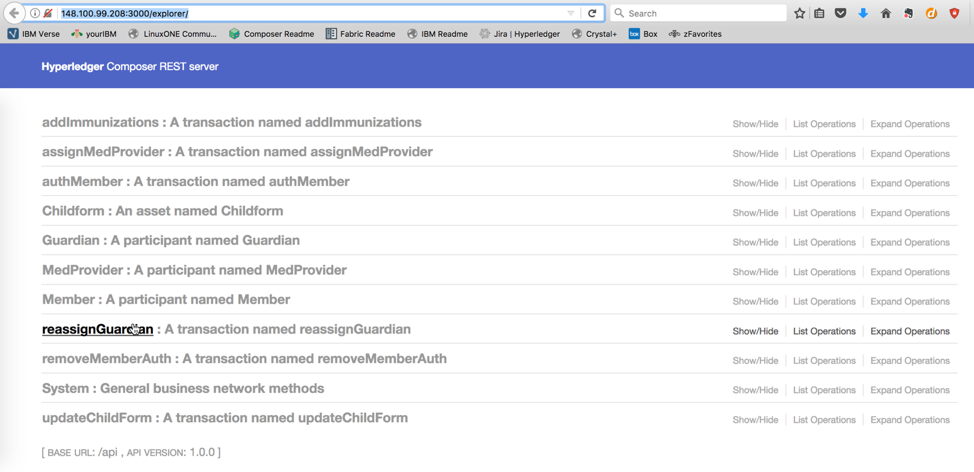 148.100.99.208:3000/explorer/
Search
IBM Verse yourIBM LinuxONE Commu... Composer Readme Fabric Readme IBM Readme Jira | Hyperledger Crystal+ box Box zFavorites
Hyperledger Composer REST server
addImmunizations : A transaction named addImmunizations Show/Hide List Operations Expand Operations
assignMedProvider : A transaction named assignMedProvider Show/Hide List Operations Expand Operations
authMember : A transaction named authMember Show/Hide List Operations Expand Operations
Childform : An asset named Childform Show/Hide List Operations Expand Operations
Guardian : A participant named Guardian Show/Hide List Operations Expand Operations
MedProvider : A participant named MedProvider Show/Hide List Operations Expand Operations
Member : A participant named Member Show/Hide List Operations Expand Operations
reassignGuardian : A transaction named reassignGuardian Show/Hide List Operations Expand Operations
removeMemberAuth : A transaction named removeMemberAuth Show/Hide List Operations Expand Operations
System : General business network methods Show/Hide List Operations Expand Operations
updateChildForm : A transaction named updateChildForm Show/Hide List Operations Expand Operations
[ BASE URL: /api , API VERSION: 1.0.0 ]